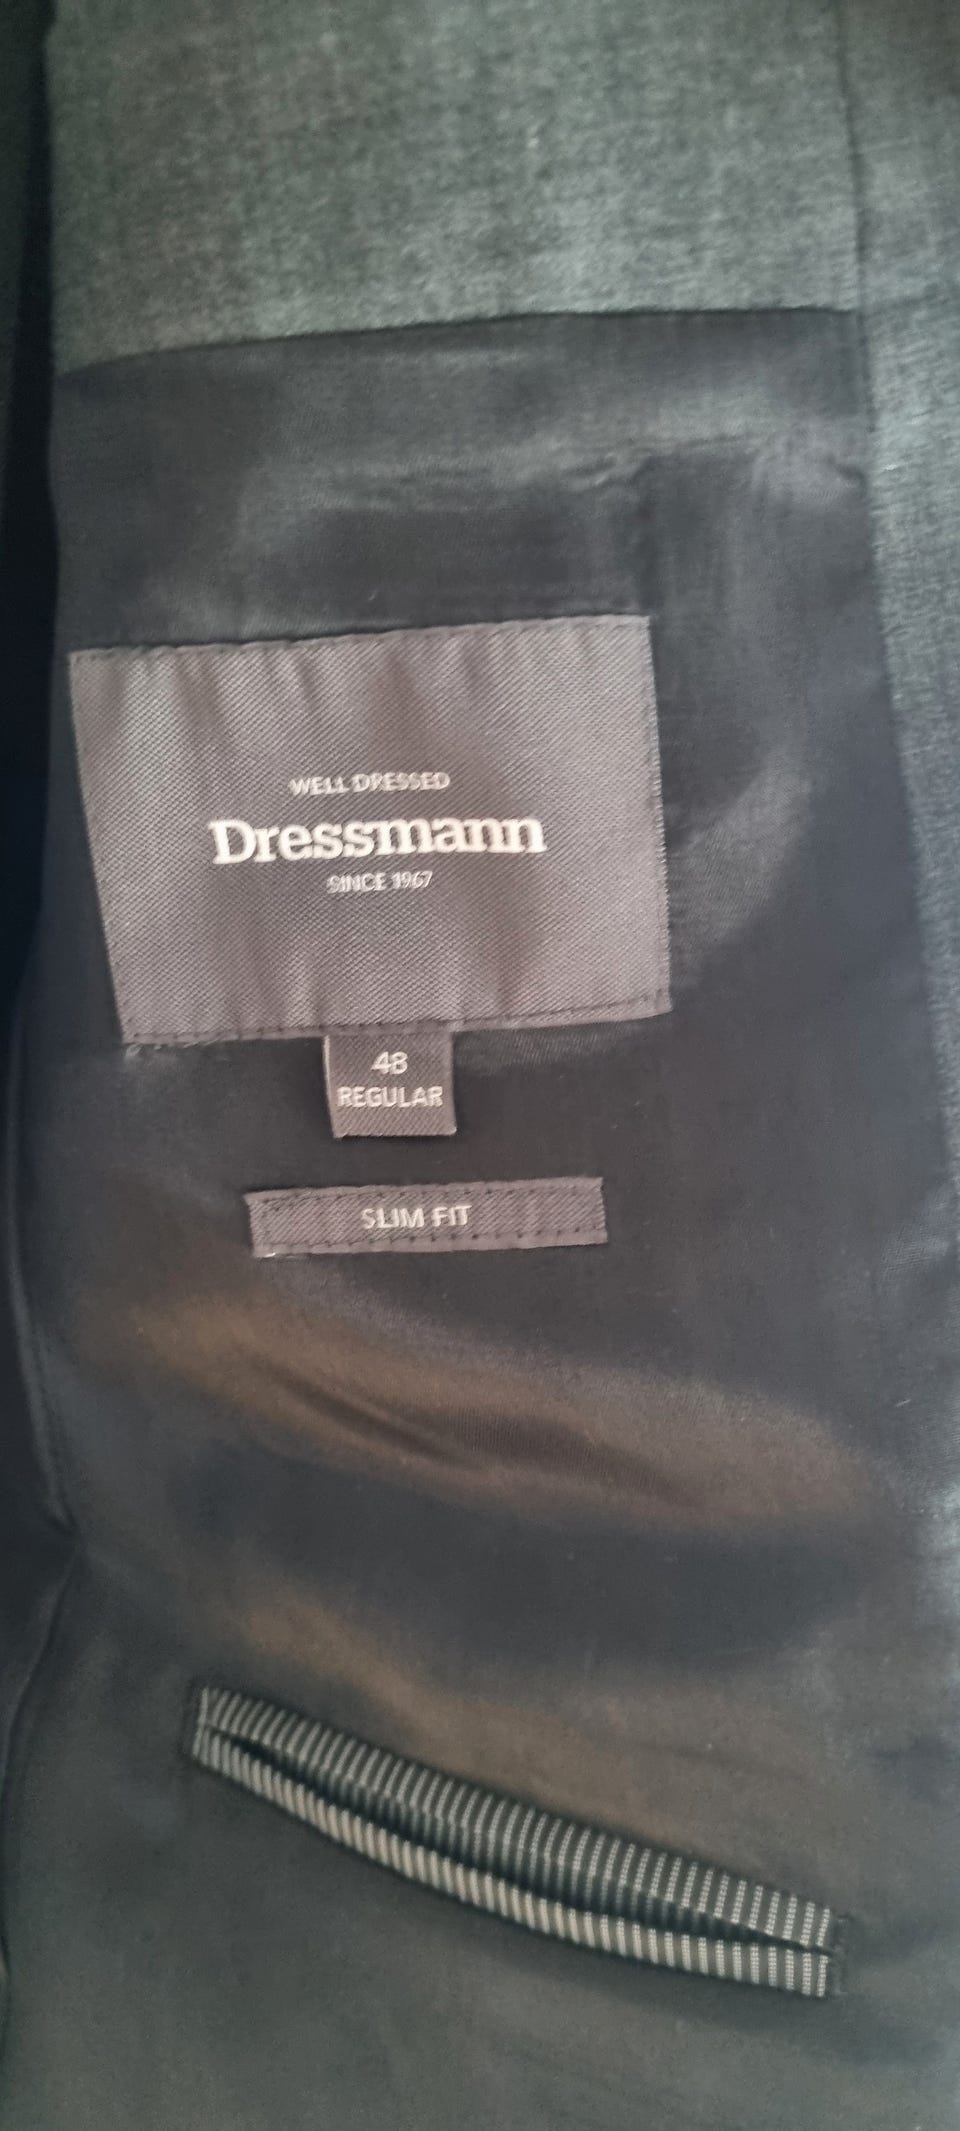 WELL DRESSED
Dressmann
SINCE 1967
48
REGULAR
SLIM FIT